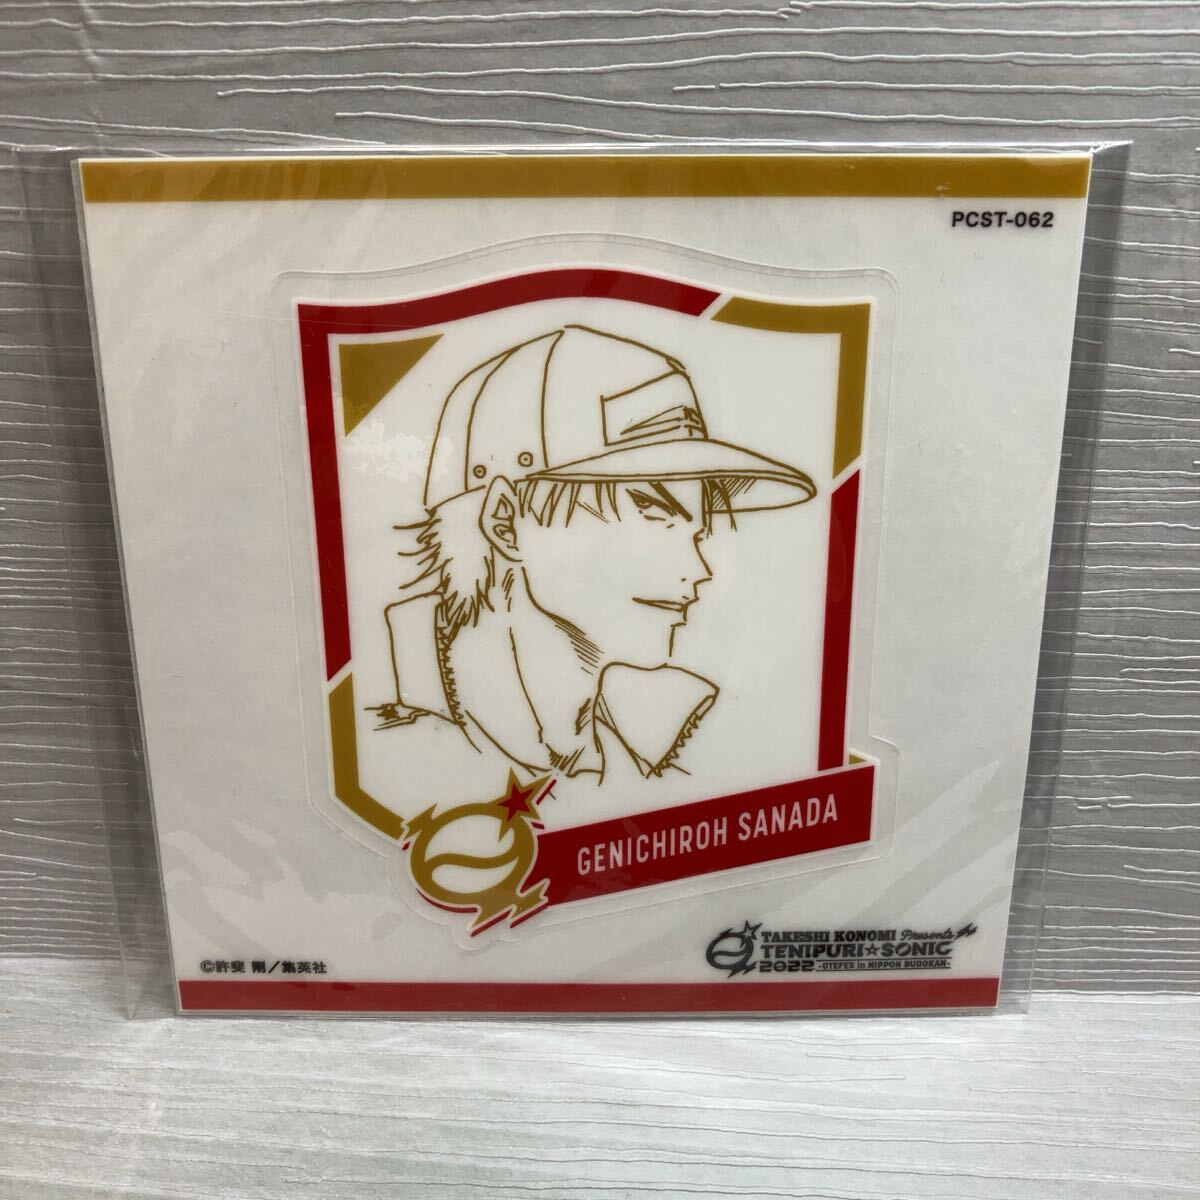 PCST-062
GENICHIROH SANADA
©許斐 剛／集英社
TAKESHI KONOMI Presents
TENIPURI☆SONIC
2022 -OTEFES in NIPPON BUDOKAN-